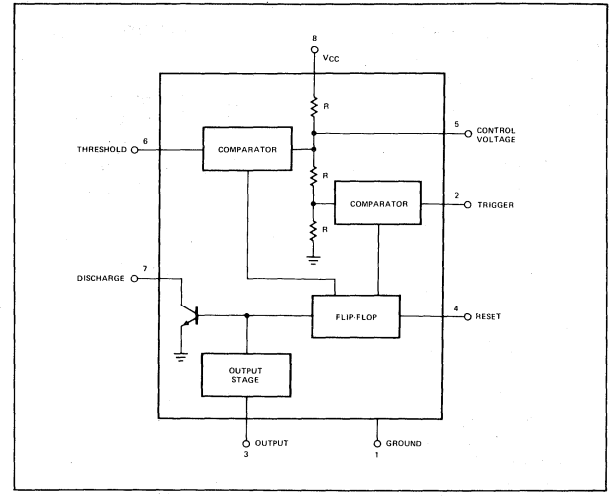 8
VCC
R
5
CONTROL
VOLTAGE
6
THRESHOLD
COMPARATOR
R
2
COMPARATOR
TRIGGER
R
7
DISCHARGE
4
FLIP-FLOP
RESET
OUTPUT
STAGE
OUTPUT
3
GROUND
1